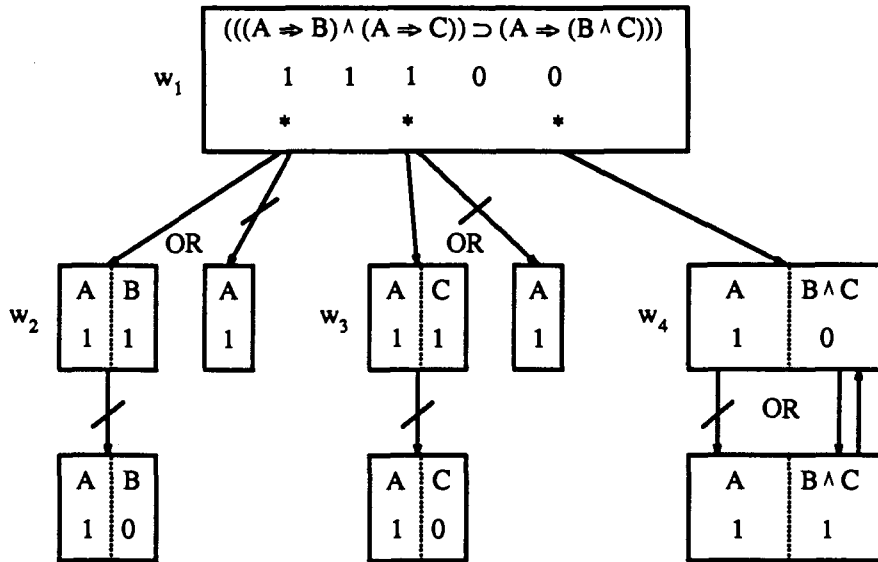 (((A ⇒ B) ∧ (A ⇒ C)) ⊃ (A ⇒ (B ∧ C)))
w₁ 1 1 1 0 0
* * *
OR OR
A B A A C A A B ∧ C
w₂ 1 1 1 w₃ 1 1 1 w₄ 1 0
OR
A B A C A B ∧ C
1 0 1 0 1 1